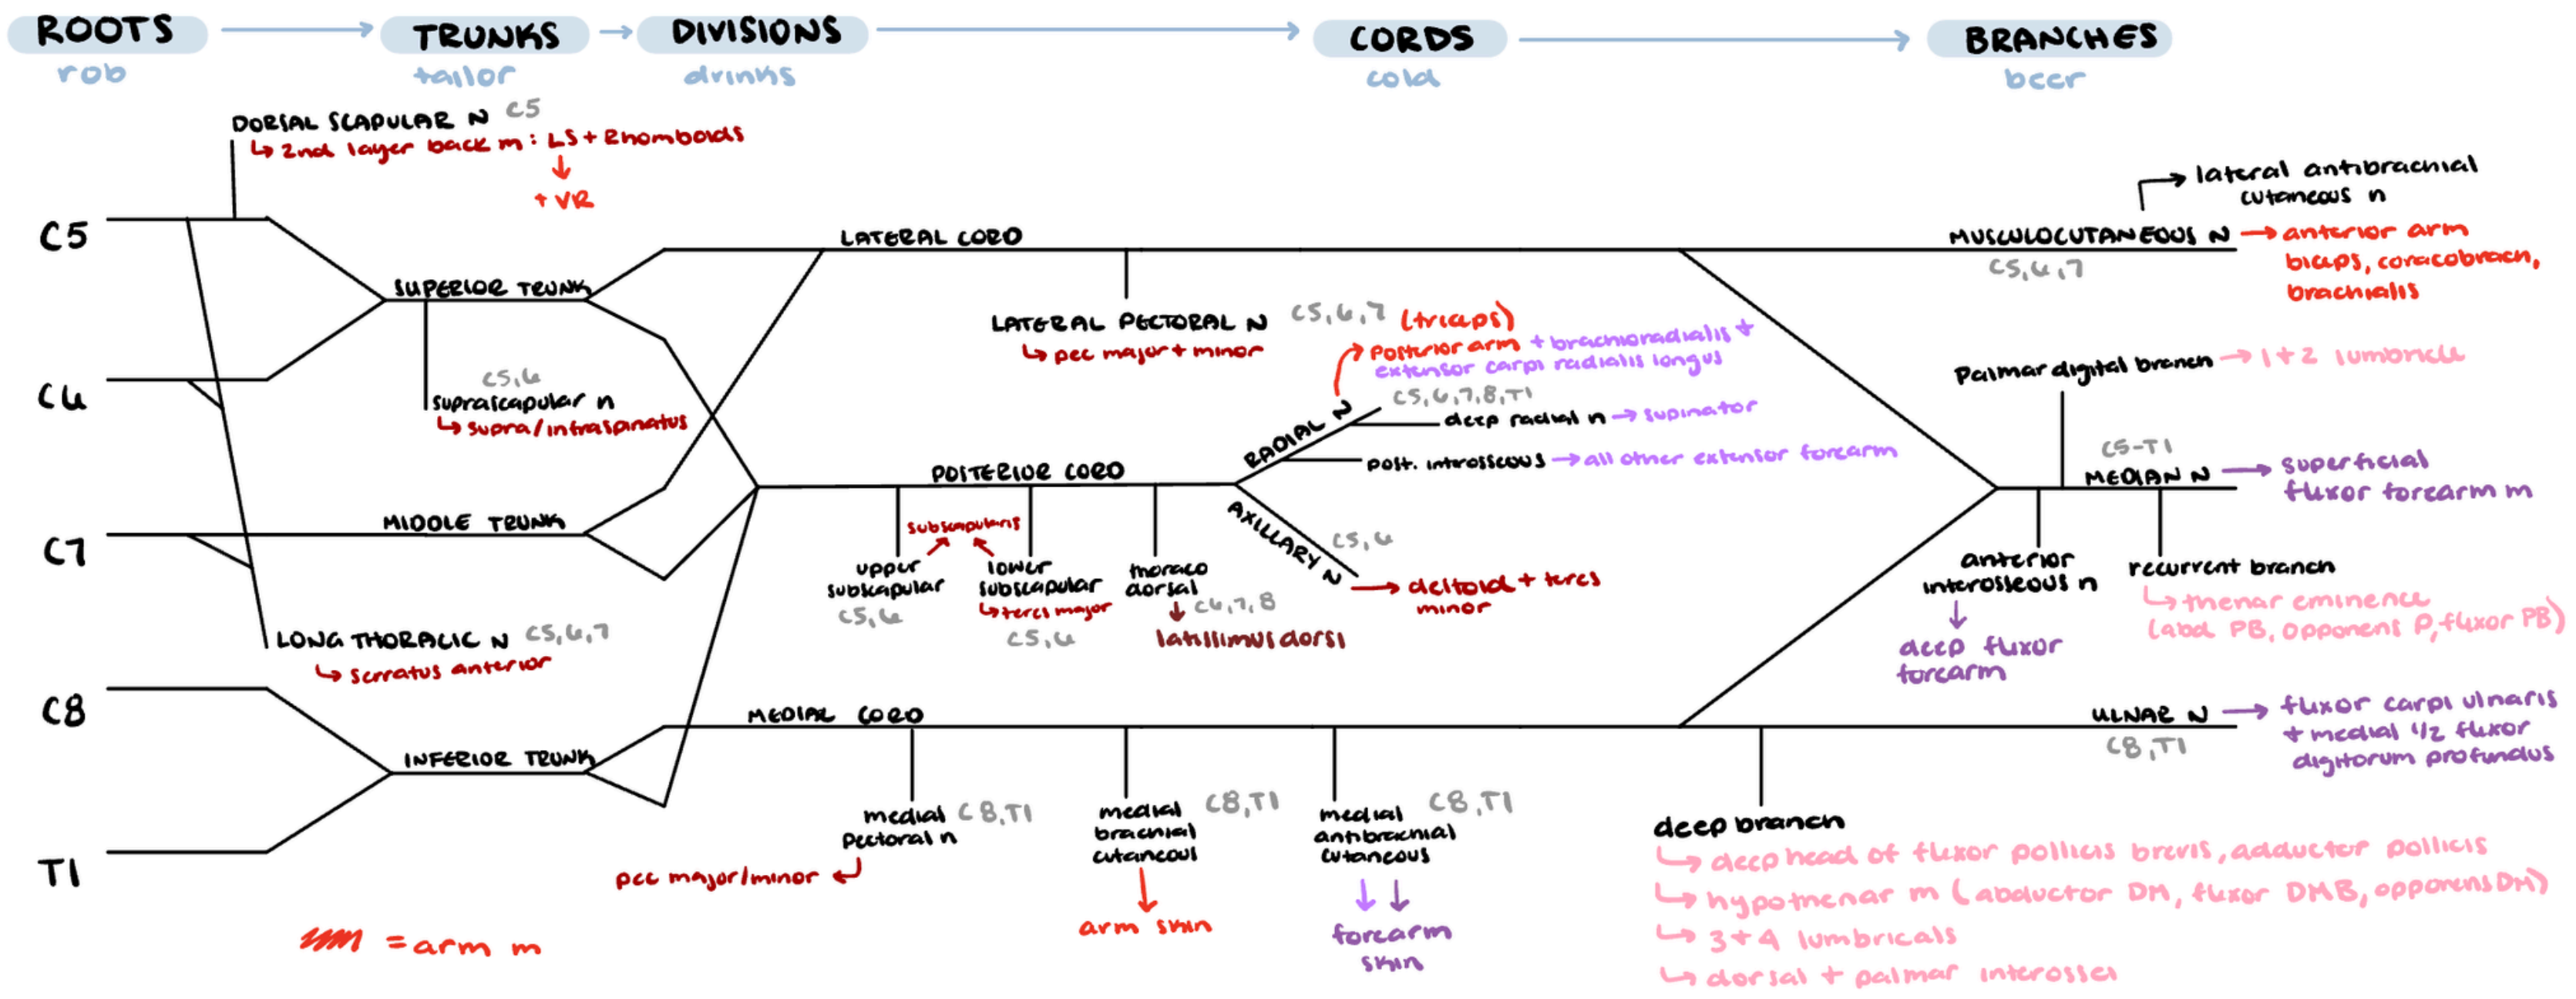 ROOTS
rob
TRUNKS
tailor
DIVISIONS
drinks
CORDS
cold
BRANCHES
beer
DORSAL SCAPULAR N C5
↳ 2nd layer back m: LS + Rhomboids
↓
+ VR
C5
C6
C7
C8
T1
SUPERIOR TRUNK
C5,6
suprascapular n
↳ supra/infraspinatus
MIDDLE TRUNK
LONG THORACIC N C5,6,7
↳ serratus anterior
INFERIOR TRUNK
= arm m
LATERAL CORD
LATERAL PECTORAL N C5,6,7
↳ pec major + minor
(triceps)
Posterior arm + brachioradialis +
extensor carpi radialis longus
RADIAL N
C5,6,7,8,T1
deep radial n → supinator
post. interosseous → all other extensor forearm
POSTERIOR CORD
subscapularis
upper
subscapular
C5,6
lower
subscapular
↳ teres major
C5,6
thoraco
dorsal
↓ C6,7,8
latissimus dorsi
AXILLARY N
C5,6
→ deltoid + teres
minor
MEDIAL CORD
medial
pectoral n
C8,T1
pec major/minor
medial
brachial
cutaneous
C8,T1
arm skin
medial
antibrachial
cutaneous
C8,T1
forearm
skin
lateral antibrachial
cutaneous n
MUSCULOCUTANEOUS N
C5,6,7
→ anterior arm
biceps, coracobrach,
brachialis
Palmar digital branch → 1+2 lumbricle
C5-T1
MEDIAN N
→ superficial
fluxor forearm m
anterior
interosseous n
↓
deep fluxor
forearm
recurrent branch
↳ thenar eminence
(abd PB, opponens P, fluxor PB)
ULNAR N
C8,T1
→ fluxor carpi ulnaris
+ medial 1/2 fluxor
digitorum profundus
deep branch
↳ deep head of fluxor pollicis brevis, adductor pollicis
↳ hypothenar m (abductor DM, fluxor DMB, opponens DM)
↳ 3+4 lumbricals
↳ dorsal + palmar interossei